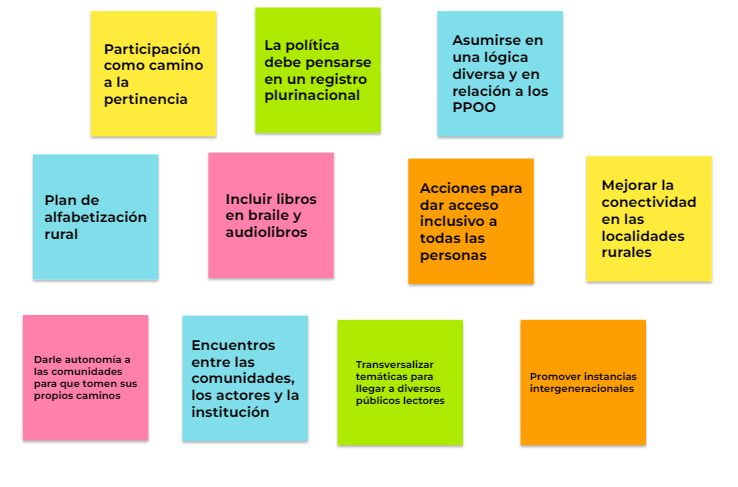 Participación
como camino
a la
pertinencia
La política
debe pensarse
en un registro
plurinacional
Asumirse en
una lógica
diversa y en
relación a los
PPOO
Plan de
alfabetización
rural
Incluir libros
en braile y
audiolibros
Acciones para
dar acceso
inclusivo a
todas las
personas
Mejorar la
conectividad
en las
localidades
rurales
Darle autonomía a
las comunidades
para que tomen sus
propios caminos
Encuentros
entre las
comunidades,
los actores y la
institución
Transversalizar
temáticas para
llegar a diversos
públicos lectores
Promover instancias
intergeneracionales